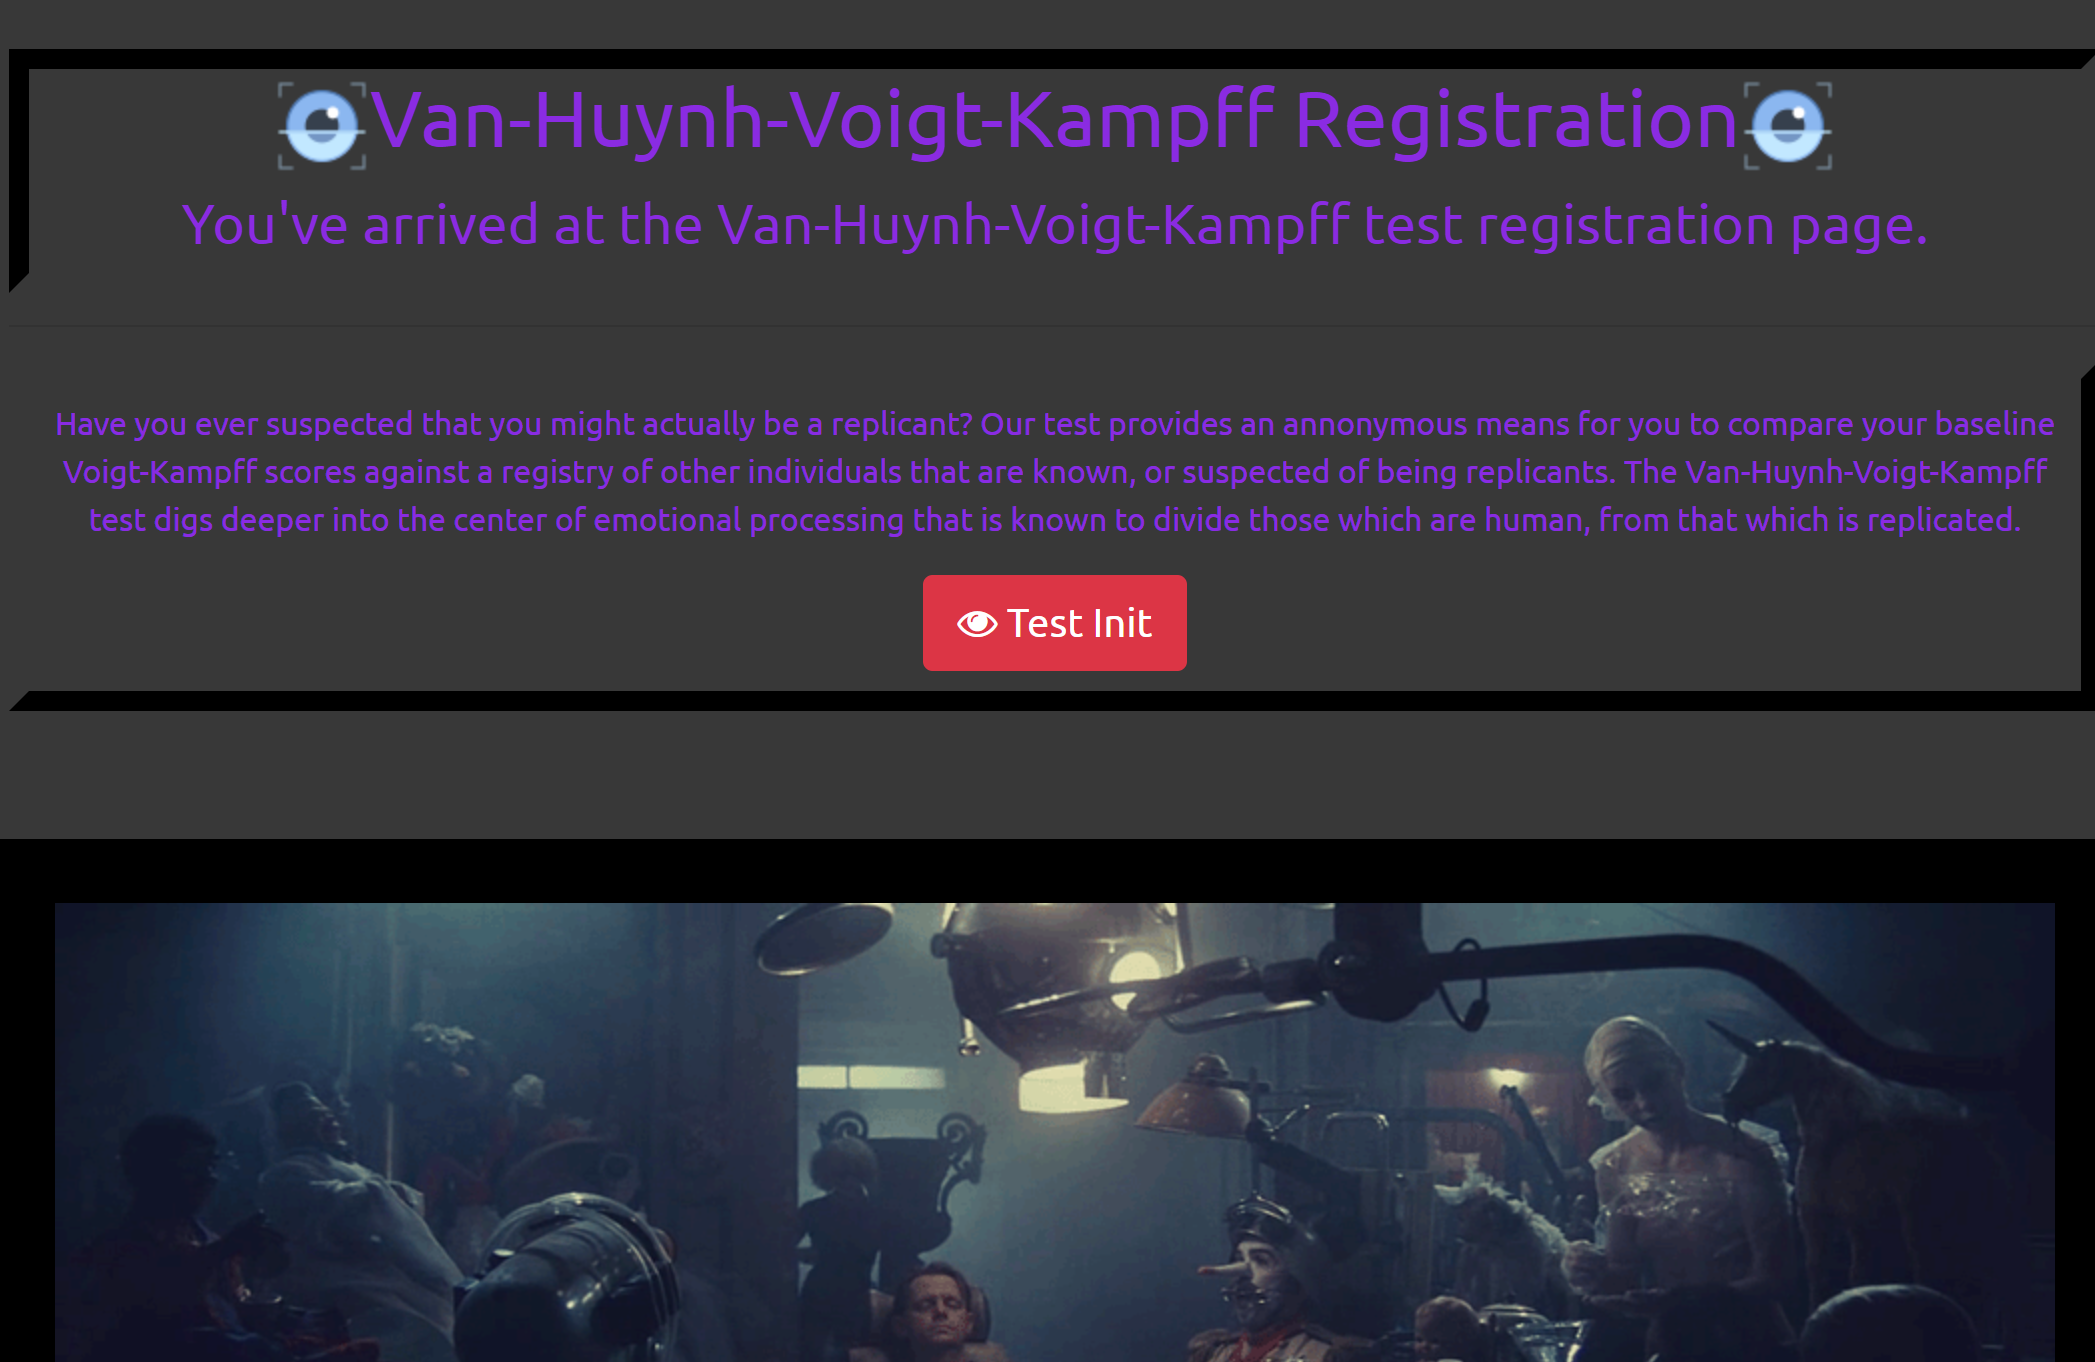 Van-Huynh-Voigt-Kampff Registration
You've arrived at the Van-Huynh-Voigt-Kampff test registration page.
Have you ever suspected that you might actually be a replicant? Our test provides an annonymous means for you to compare your baseline
Voigt-Kampff scores against a registry of other individuals that are known, or suspected of being replicants. The Van-Huynh-Voigt-Kampff
test digs deeper into the center of emotional processing that is known to divide those which are human, from that which is replicated.
Test Init